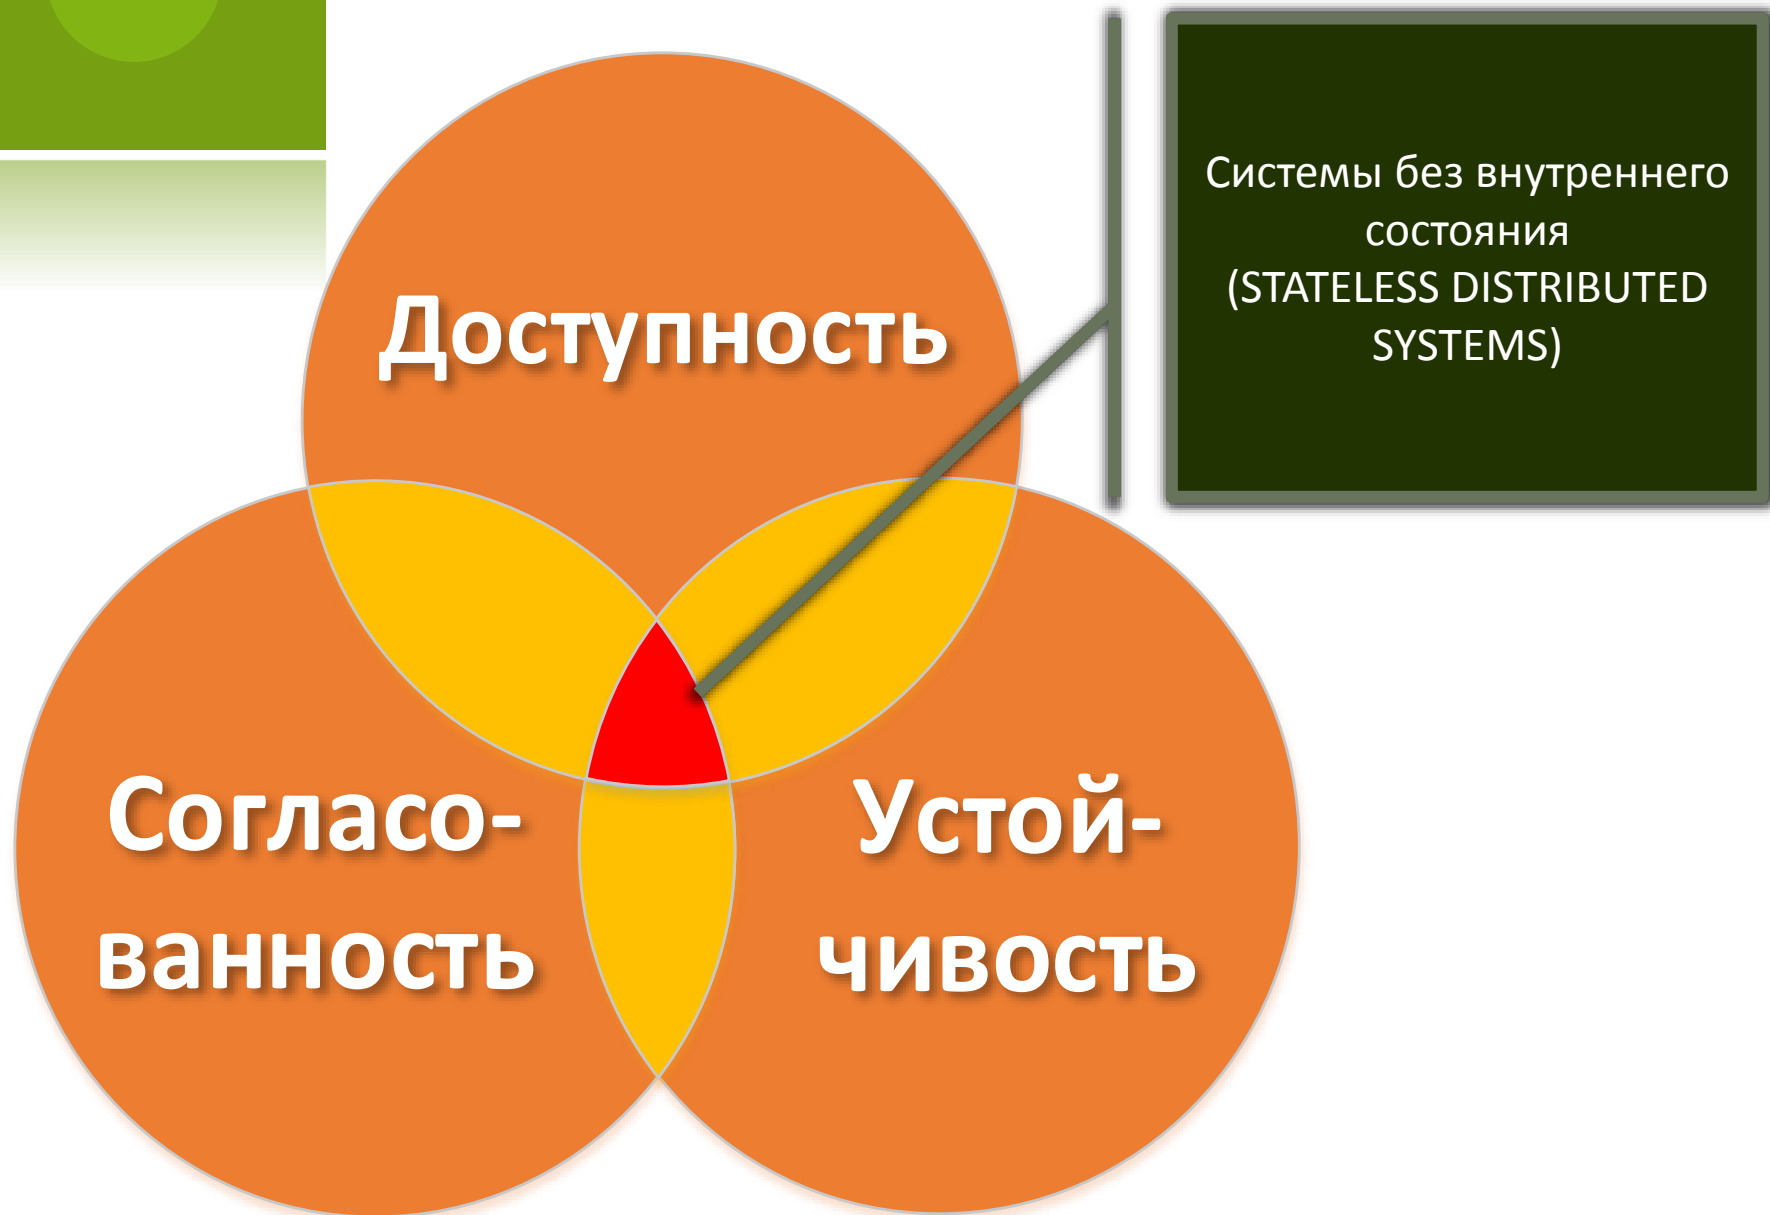 Доступность
Системы без внутреннего
состояния
(STATELESS DISTRIBUTED
SYSTEMS)
Согласо-
ванность
Устой-
чивость